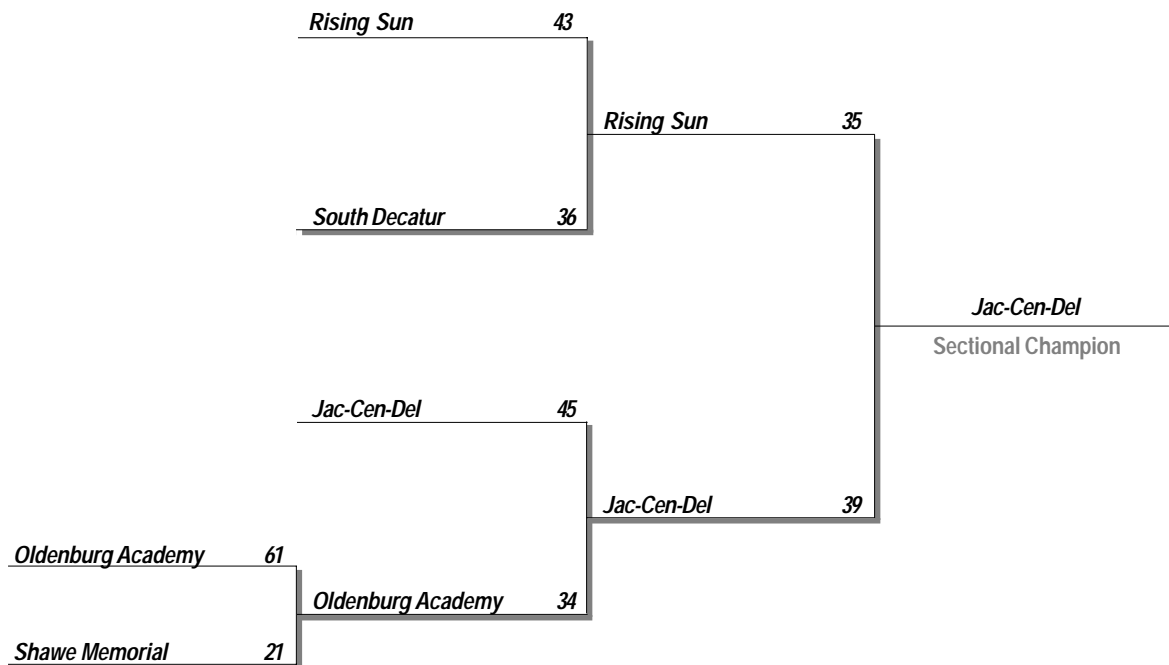 Rising Sun 43
Rising Sun 35
South Decatur 36
Jac-Cen-Del
Sectional Champion
Jac-Cen-Del 45
Jac-Cen-Del 39
Oldenburg Academy 61
Oldenburg Academy 34
Shawe Memorial 21